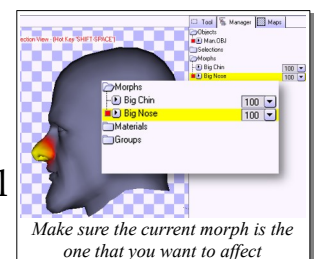 Tool Manager Maps
Objects
Man.OBJ
Selections
ection View - (Hot Key 'SHIFT-SPACE')
Morphs
Big Chin 100
Big Nose 100
Morphs
Big Chin 100
Big Nose 100
Materials
Groups
l
Make sure the current morph is the
one that you want to affect